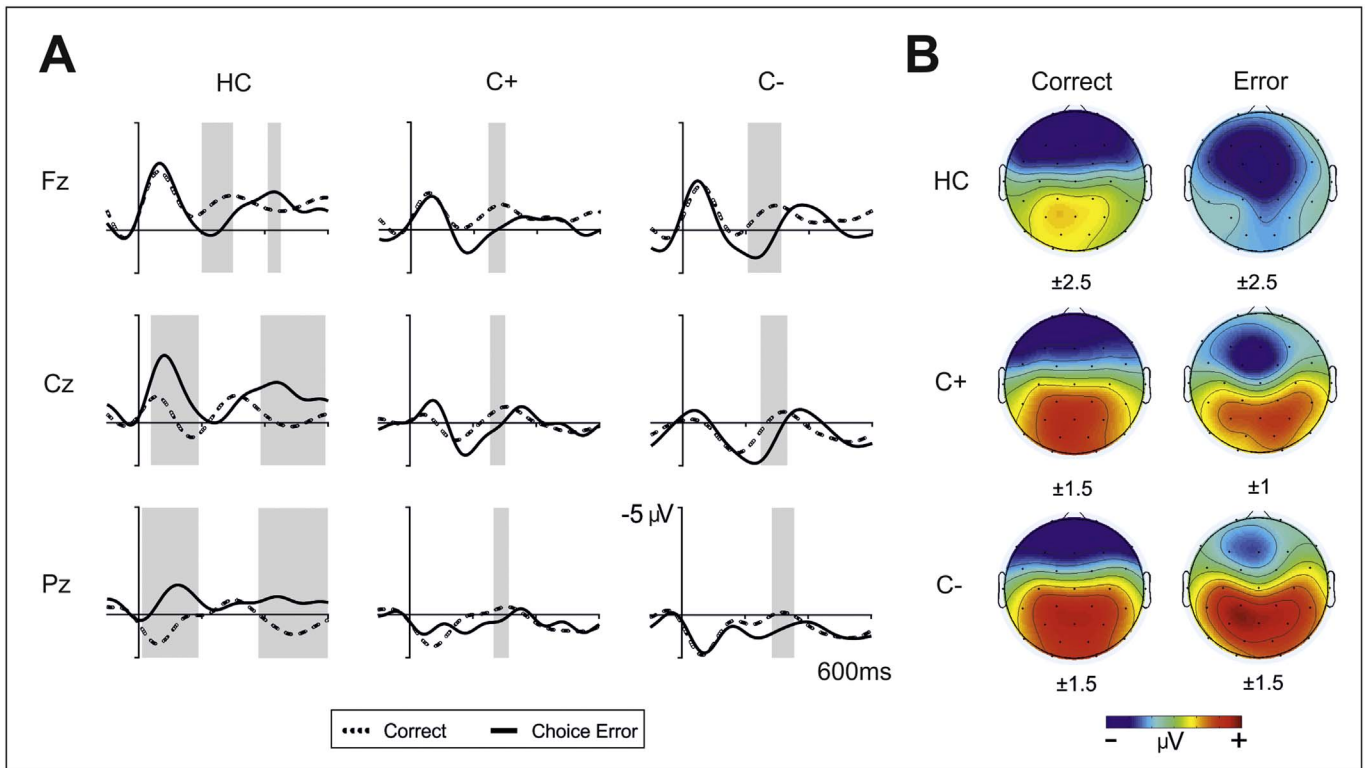 A
B
HC
C+
C-
Correct
Error
Fz
HC
±2.5
±2.5
Cz
C+
±1.5
±1
-5 µV
Pz
C-
600ms
±1.5
±1.5
Correct
Choice Error
- µV +